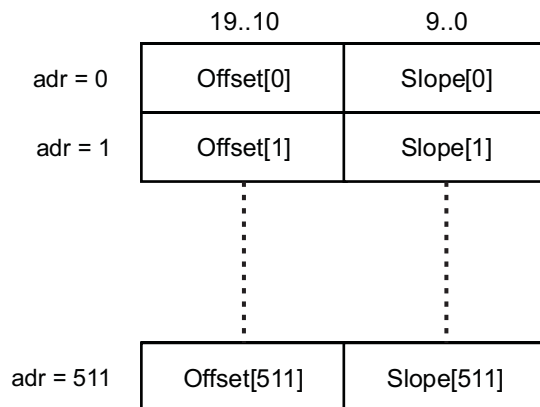 19..10 9..0
adr = 0 Offset[0] Slope[0]
adr = 1 Offset[1] Slope[1]
adr = 511 Offset[511] Slope[511]